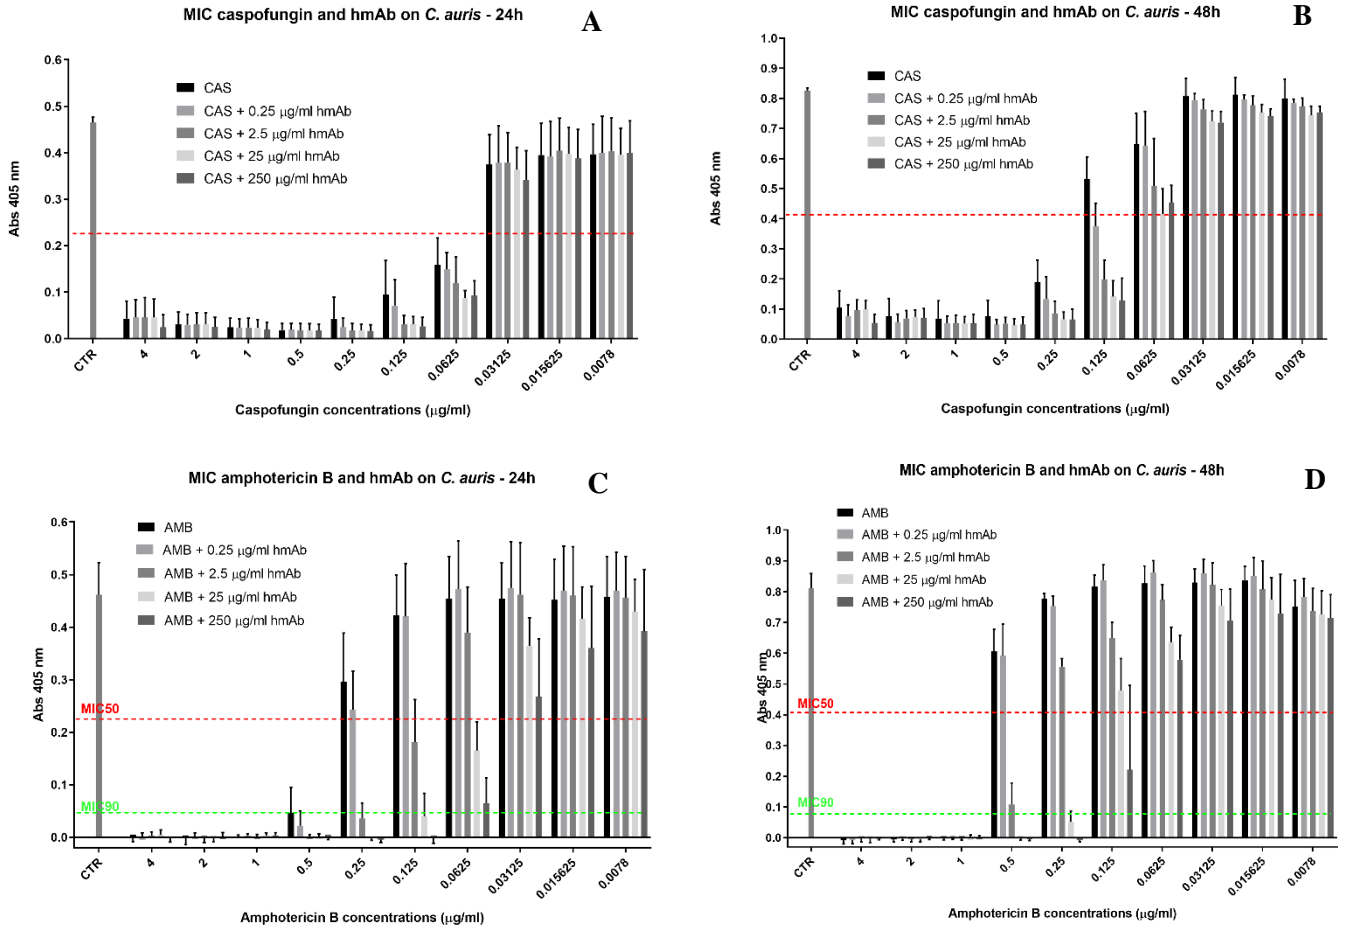 MIC caspofungin and hmAb on C. auris - 24h
A
0.6
0.5
0.4
0.3
0.2
0.1
0.0
Abs 405 nm
CAS
CAS + 0.25 μg/ml hmAb
CAS + 2.5 μg/ml hmAb
CAS + 25 μg/ml hmAb
CAS + 250 μg/ml hmAb
CTR
4
2
1
0.5
0.25
0.125
0.0625
0.03125
0.015625
0.0078
Caspofungin concentrations (μg/ml)
MIC caspofungin and hmAb on C. auris - 48h
B
1.0
0.9
0.8
0.7
0.6
0.5
0.4
0.3
0.2
0.1
0.0
Abs 405 nm
CAS
CAS + 0.25 μg/ml hmAb
CAS + 2.5 μg/ml hmAb
CAS + 25 μg/ml hmAb
CAS + 250 μg/ml hmAb
CTR
4
2
1
0.5
0.25
0.125
0.0625
0.03125
0.015625
0.0078
Caspofungin concentrations (μg/ml)
MIC amphotericin B and hmAb on C. auris - 24h
C
0.6
0.5
0.4
0.3
0.2
0.1
0.0
Abs 405 nm
AMB
AMB + 0.25 μg/ml hmAb
AMB + 2.5 μg/ml hmAb
AMB + 25 μg/ml hmAb
AMB + 250 μg/ml hmAb
MIC50
MIC90
CTR
4
2
1
0.5
0.25
0.125
0.0625
0.03125
0.015625
0.0078
Amphotericin B concentrations (μg/ml)
MIC amphotericin B and hmAb on C. auris - 48h
D
1.0
0.9
0.8
0.7
0.6
0.5
0.4
0.3
0.2
0.1
0.0
Abs 405 nm
AMB
AMB + 0.25 μg/ml hmAb
AMB + 2.5 μg/ml hmAb
AMB + 25 μg/ml hmAb
AMB + 250 μg/ml hmAb
MIC50
MIC90
CTR
4
2
1
0.5
0.25
0.125
0.0625
0.03125
0.015625
0.0078
Amphotericin B concentrations (μg/ml)